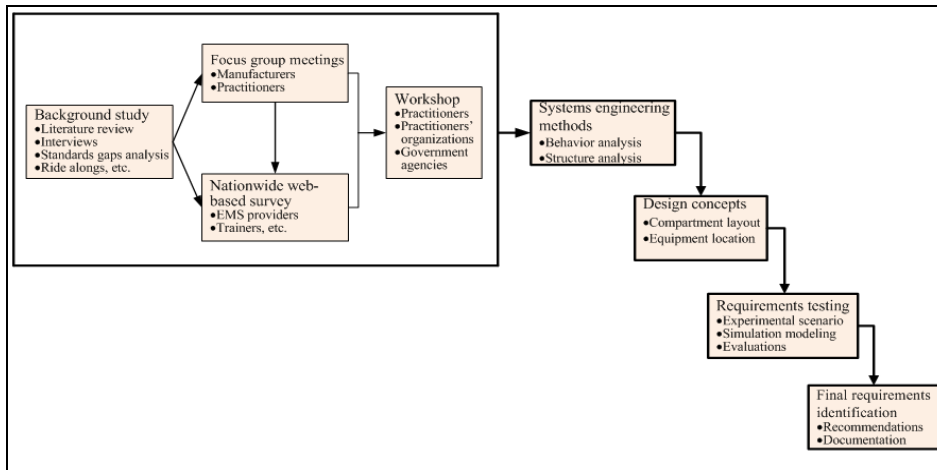 Background study
●Literature review
●Interviews
●Standards gaps analysis
●Ride alongs, etc.
Focus group meetings
●Manufacturers
●Practitioners
Nationwide web-
based survey
●EMS providers
●Trainers, etc.
Workshop
●Practitioners
●Practitioners’
organizations
●Government
agencies
Systems engineering
methods
●Behavior analysis
●Structure analysis
Design concepts
●Compartment layout
●Equipment location
Requirements testing
●Experimental scenario
●Simulation modeling
●Evaluations
Final requirements
identification
●Recommendations
●Documentation